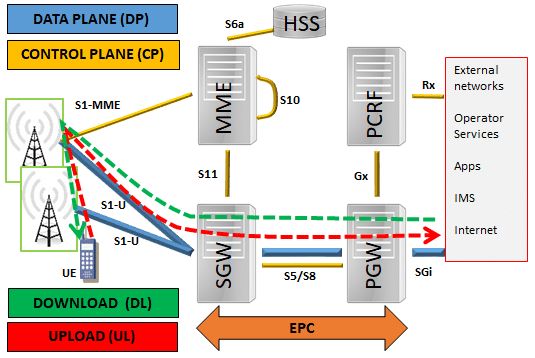 DATA PLANE (DP)
CONTROL PLANE (CP)
S6a
HSS
S1-MME
MME
S10
PCRF
Rx
External
networks
Operator
Services
Apps
IMS
Internet
S11
Gx
S1-U
S1-U
UE
SGW
S5/S8
PGW
SGi
DOWNLOAD (DL)
UPLOAD (UL)
EPC